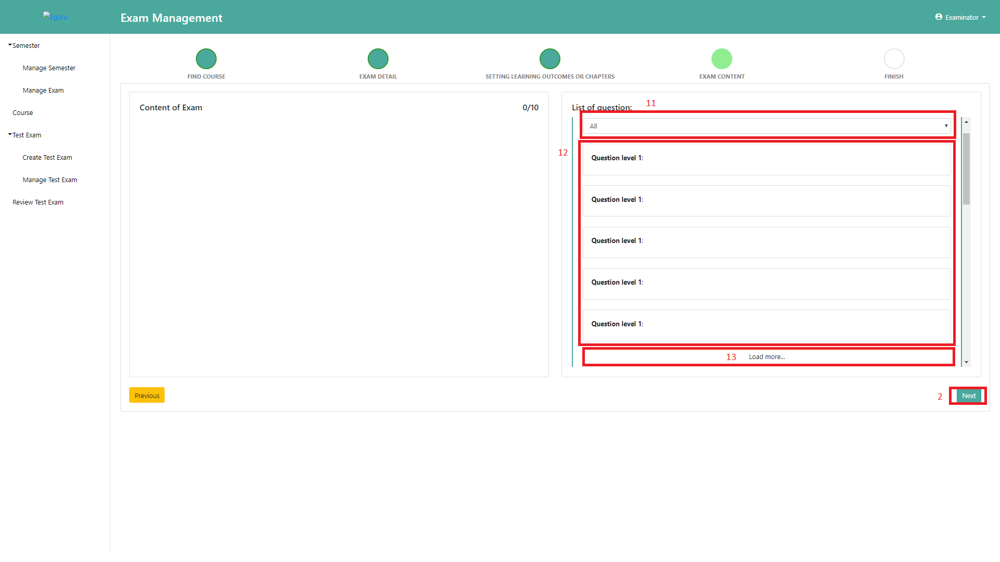 Eguru
Exam Management
Examinator
Semester
Manage Semester
Manage Exam
Course
Test Exam
Create Test Exam
Manage Test Exam
Review Test Exam
FIND COURSE
EXAM DETAIL
SETTING LEARNING OUTCOMES OR CHAPTERS
EXAM CONTENT
FINISH
Content of Exam 0/10
List of question: 11
All
12
Question level 1:
Question level 1:
Question level 1:
Question level 1:
Question level 1:
13 Load more...
Previous
2 Next